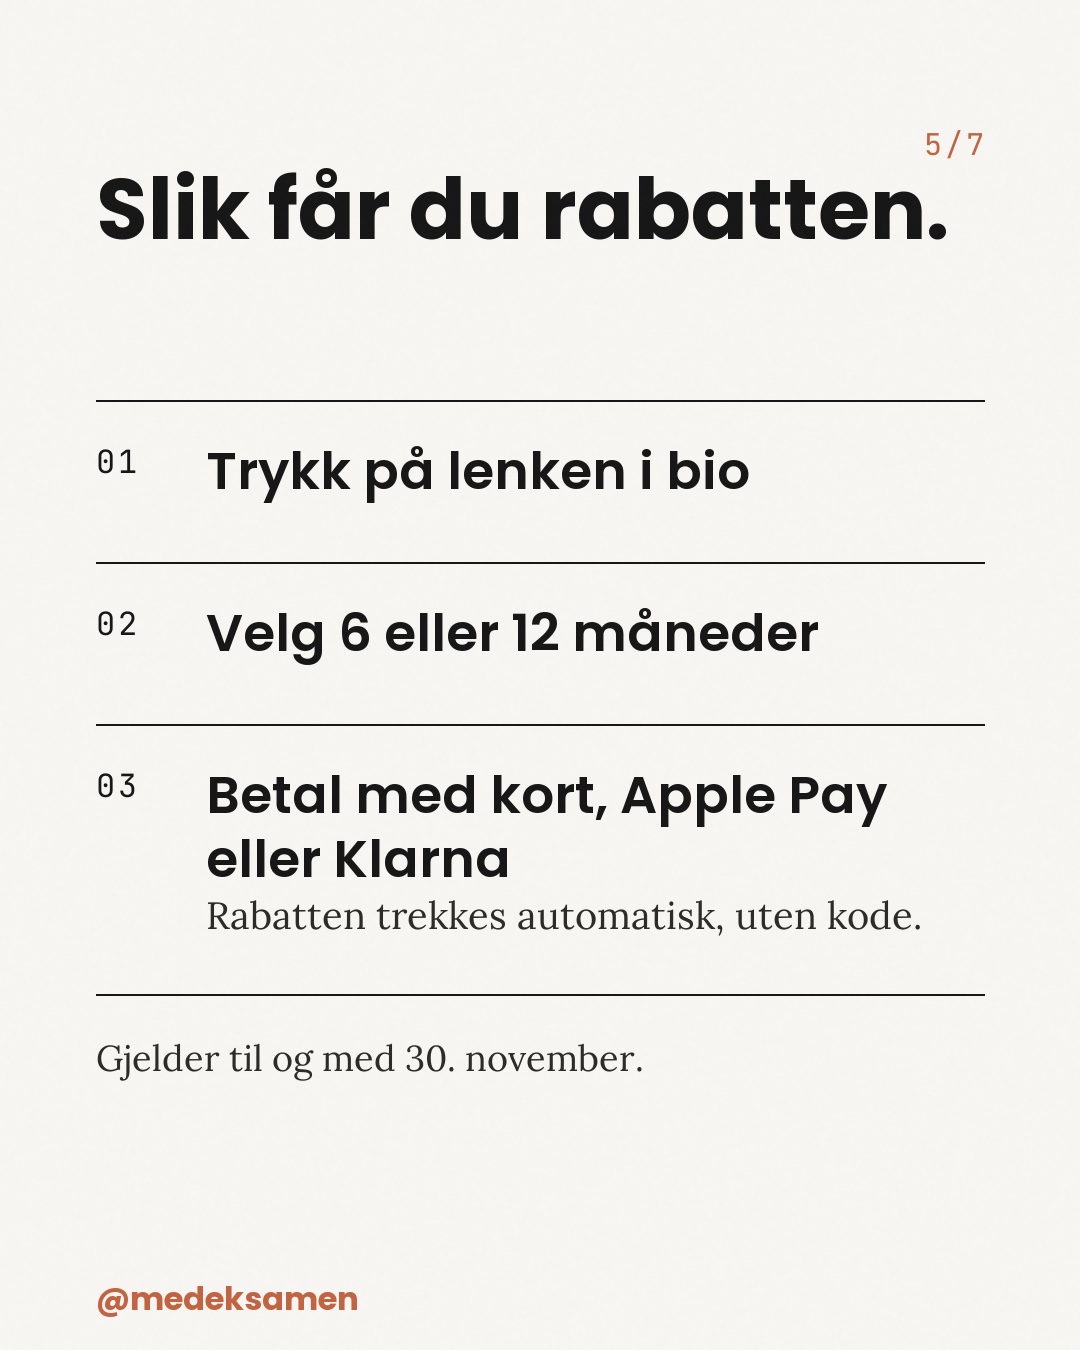 5/7
Slik får du rabatten.
01 Trykk på lenken i bio
02 Velg 6 eller 12 måneder
03 Betal med kort, Apple Pay
eller Klarna
Rabatten trekkes automatisk, uten kode.
Gjelder til og med 30. november.
@medeksamen